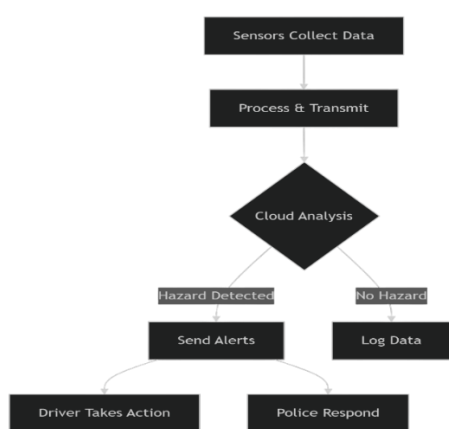 Sensors Collect Data
Process & Transmit
Cloud Analysis
Hazard Detected
No Hazard
Send Alerts
Log Data
Driver Takes Action
Police Respond